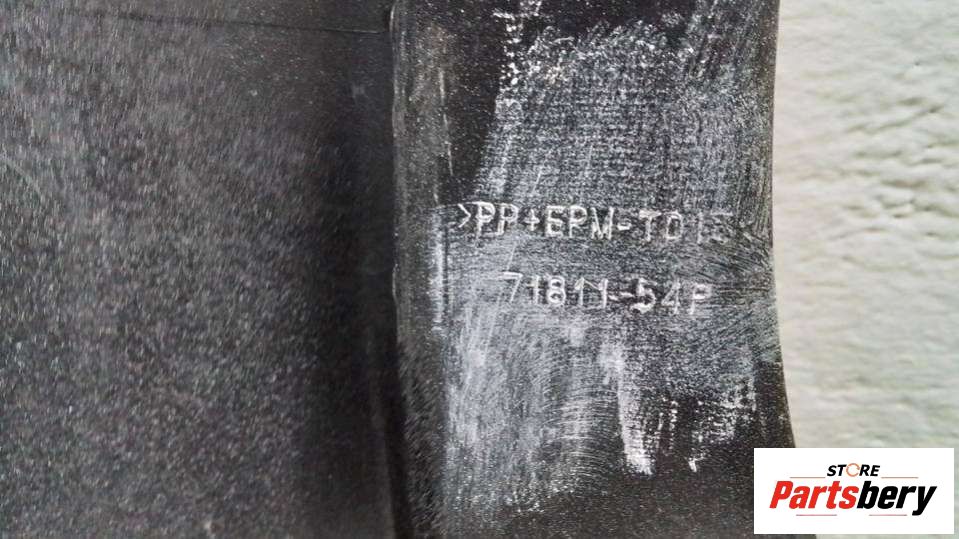 >PP+EPM-TD15<
71811-54P
STORE
Partsbery